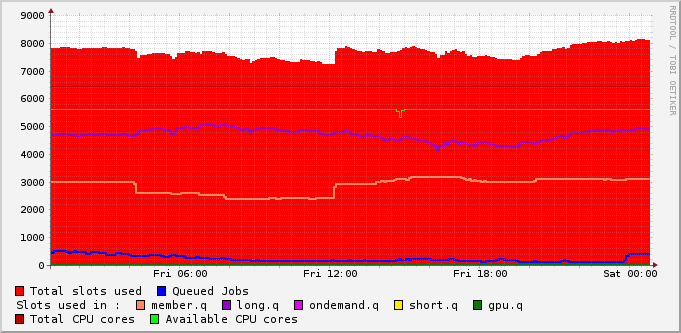 9000
8000
7000
6000
5000
4000
3000
2000
1000
0
Fri 06:00 Fri 12:00 Fri 18:00 Sat 00:00
Total slots used Queued Jobs
Slots used in : member.q long.q ondemand.q short.q gpu.q
Total CPU cores Available CPU cores
RRDTOOL / TOBI OETIKER